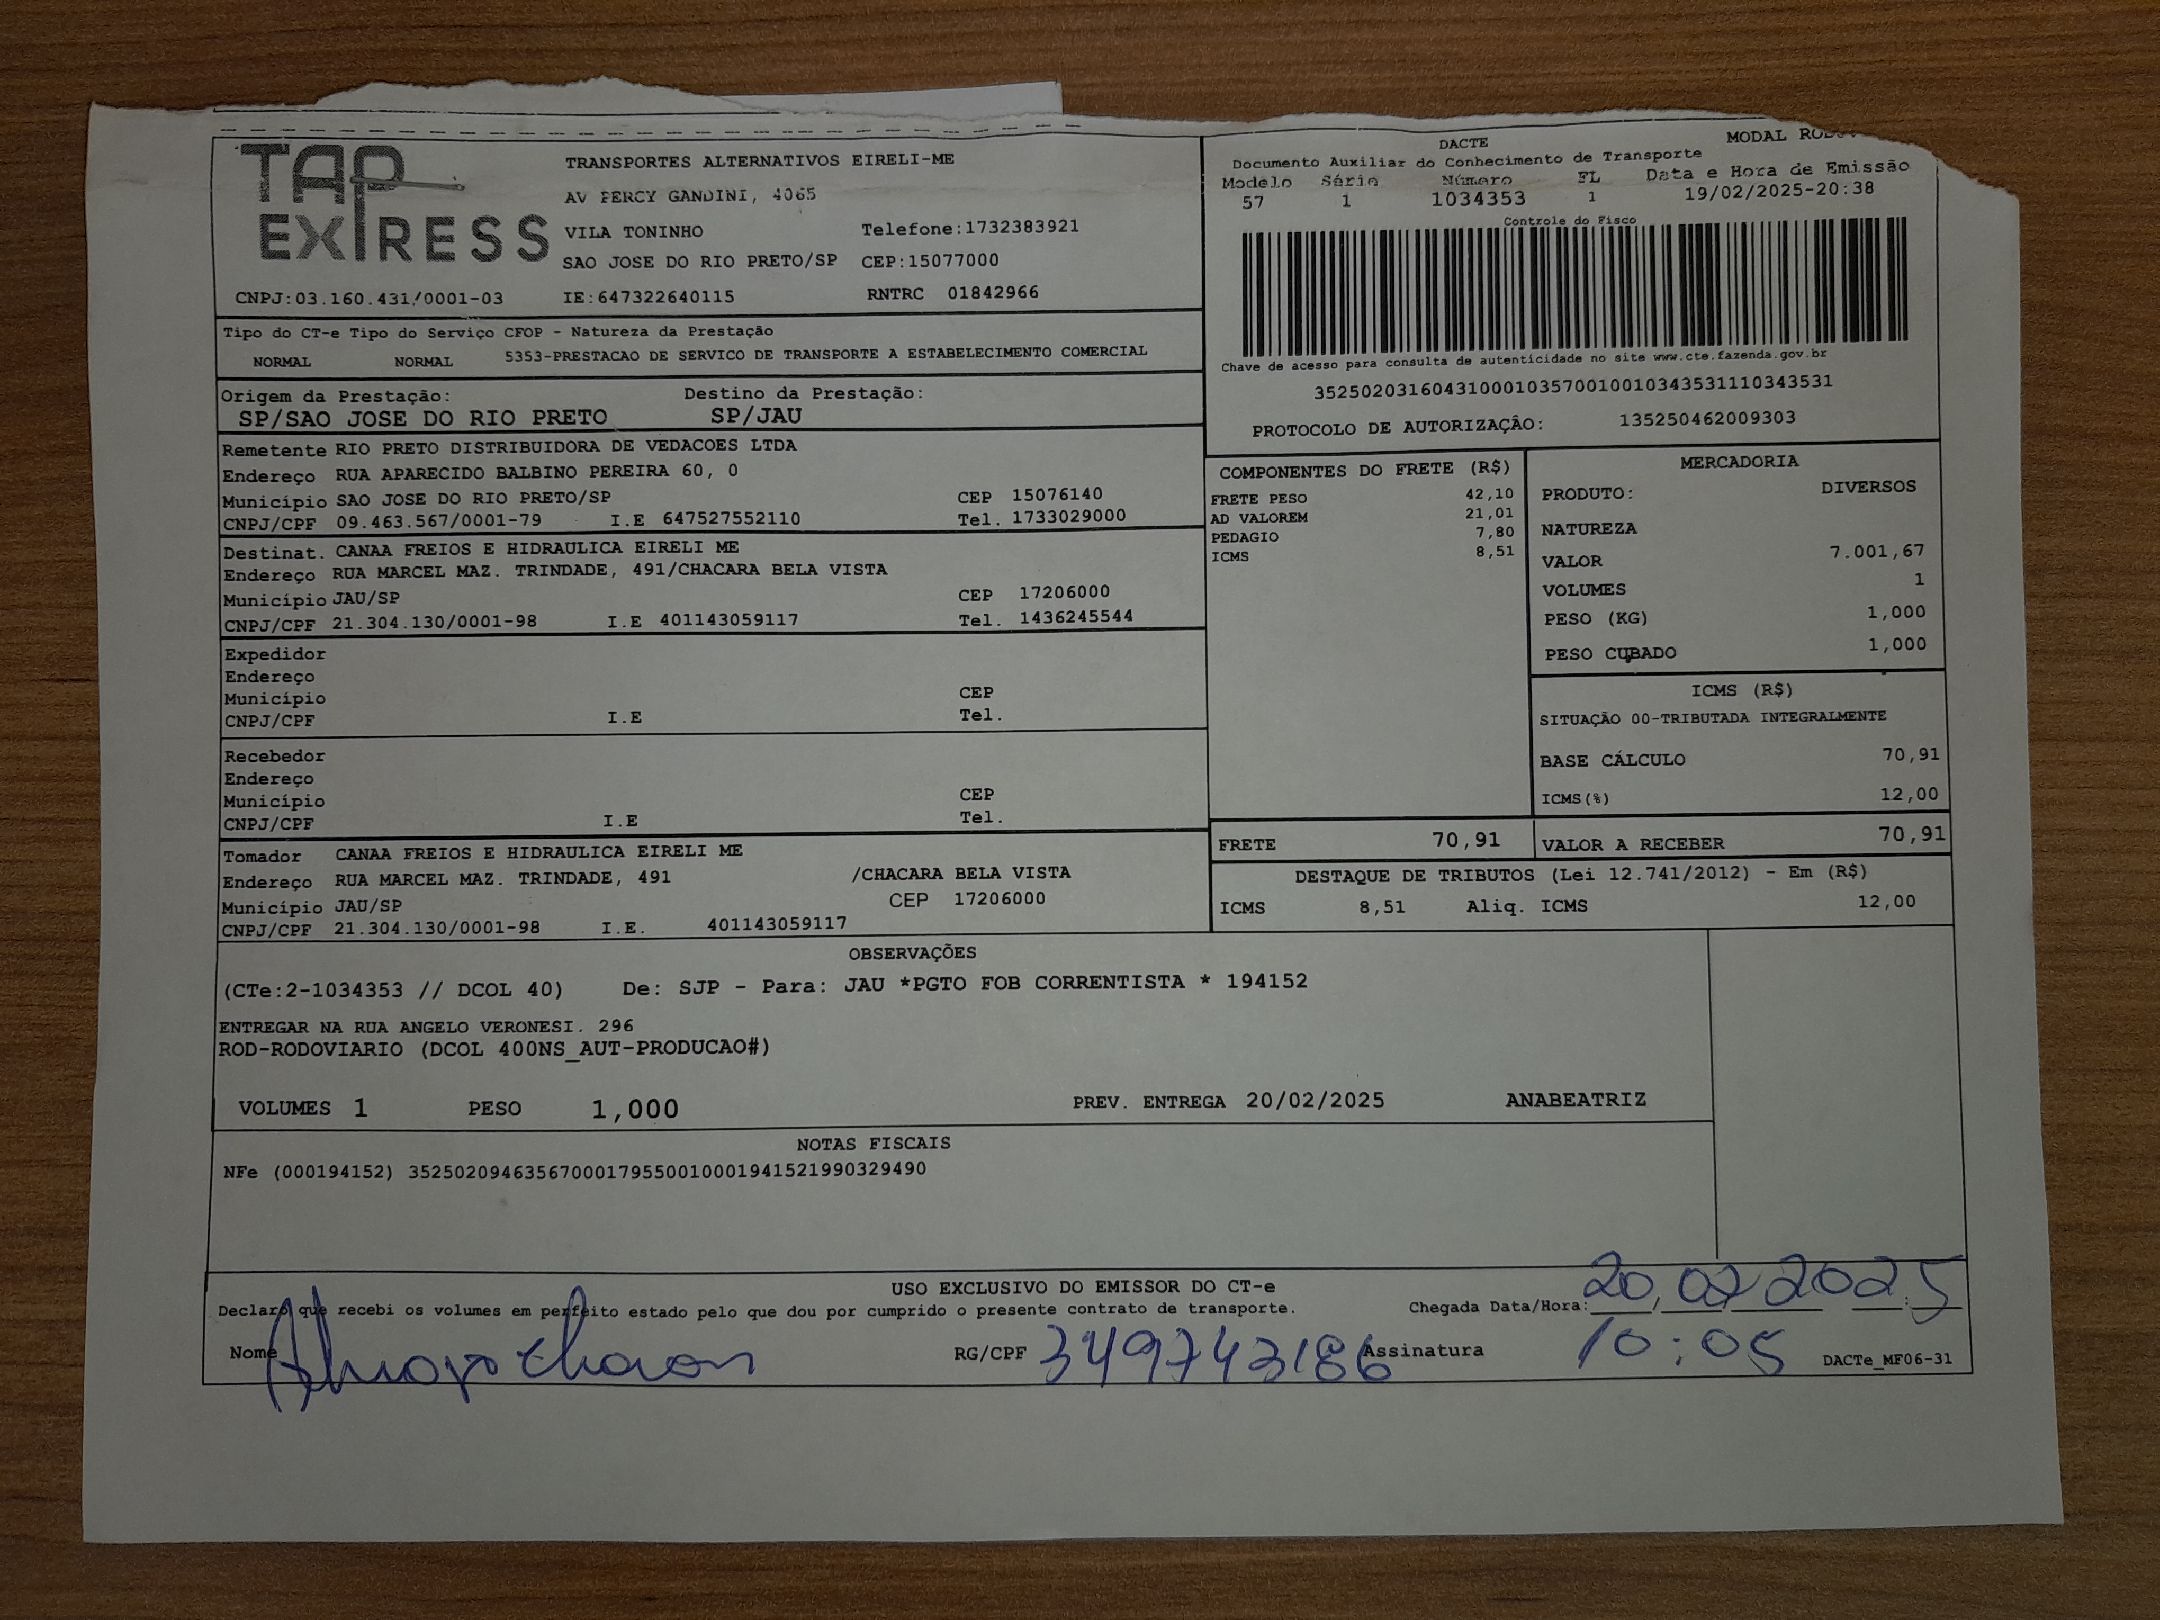 TAP EXPRESS
TRANSPORTES ALTERNATIVOS EIRELI-ME
AV PERCY GANDINI, 4065
VILA TONINHO Telefone:1732383921
SAO JOSE DO RIO PRETO/SP CEP:15077000
CNPJ:03.160.431/0001-03 IE:647322640115 RNTRC 01842966
DACTE MODAL
Documento Auxiliar do Conhecimento de Transporte
Modelo Série Número FL Data e Hora de Emissão
57 1 1034353 1 19/02/2025-20:38
Controle do Fisco
Chave de acesso para consulta de autenticidade no site www.cte.fazenda.gov.br
35250203160431000103570010010343531110343531
PROTOCOLO DE AUTORIZAÇÂO: 135250462009303
Tipo do CT-e Tipo do Serviço CFOP - Natureza da Prestação
NORMAL NORMAL 5353-PRESTACAO DE SERVICO DE TRANSPORTE A ESTABELECIMENTO COMERCIAL
Origem da Prestação: Destino da Prestação:
SP/SAO JOSE DO RIO PRETO SP/JAU
Remetente RIO PRETO DISTRIBUIDORA DE VEDACOES LTDA
Endereço RUA APARECIDO BALBINO PEREIRA 60, 0
Município SAO JOSE DO RIO PRETO/SP CEP 15076140
CNPJ/CPF 09.463.567/0001-79 I.E 647527552110 Tel. 1733029000
Destinat. CANAA FREIOS E HIDRAULICA EIRELI ME
Endereço RUA MARCEL MAZ. TRINDADE, 491/CHACARA BELA VISTA
Município JAU/SP CEP 17206000
CNPJ/CPF 21.304.130/0001-98 I.E 401143059117 Tel. 1436245544
Expedidor
Endereço
Município CEP
CNPJ/CPF I.E Tel.
Recebedor
Endereço
Município CEP
CNPJ/CPF I.E Tel.
Tomador CANAA FREIOS E HIDRAULICA EIRELI ME
Endereço RUA MARCEL MAZ. TRINDADE, 491 /CHACARA BELA VISTA
Município JAU/SP CEP 17206000
CNPJ/CPF 21.304.130/0001-98 I.E. 401143059117
COMPONENTES DO FRETE (R$)
FRETE PESO 42,10
AD VALOREM 21,01
PEDAGIO 7,80
ICMS 8,51
MERCADORIA
PRODUTO: DIVERSOS
NATUREZA
VALOR 7.001,67
VOLUMES 1
PESO (KG) 1,000
PESO CUBADO 1,000
ICMS (R$)
SITUAÇÃO 00-TRIBUTADA INTEGRALMENTE
BASE CÁLCULO 70,91
ICMS(%) 12,00
FRETE 70,91 VALOR A RECEBER 70,91
DESTAQUE DE TRIBUTOS (Lei 12.741/2012) - Em (R$)
ICMS 8,51 Aliq. ICMS 12,00
OBSERVAÇÕES
(CTe:2-1034353 // DCOL 40) De: SJP - Para: JAU *PGTO FOB CORRENTISTA * 194152
ENTREGAR NA RUA ANGELO VERONESI. 296
ROD-RODOVIARIO (DCOL 400NS_AUT-PRODUCAO#)
VOLUMES 1 PESO 1,000 PREV. ENTREGA 20/02/2025 ANABEATRIZ
NOTAS FISCAIS
NFe (000194152) 35250209463567000179550010001941521990329490
USO EXCLUSIVO DO EMISSOR DO CT-e
Declaro que recebi os volumes em perfeito estado pelo que dou por cumprido o presente contrato de transporte. Chegada Data/Hora: 20,02 2025
Nome RG/CPF 349743186 Assinatura 10:05 DACTe_MF06-31